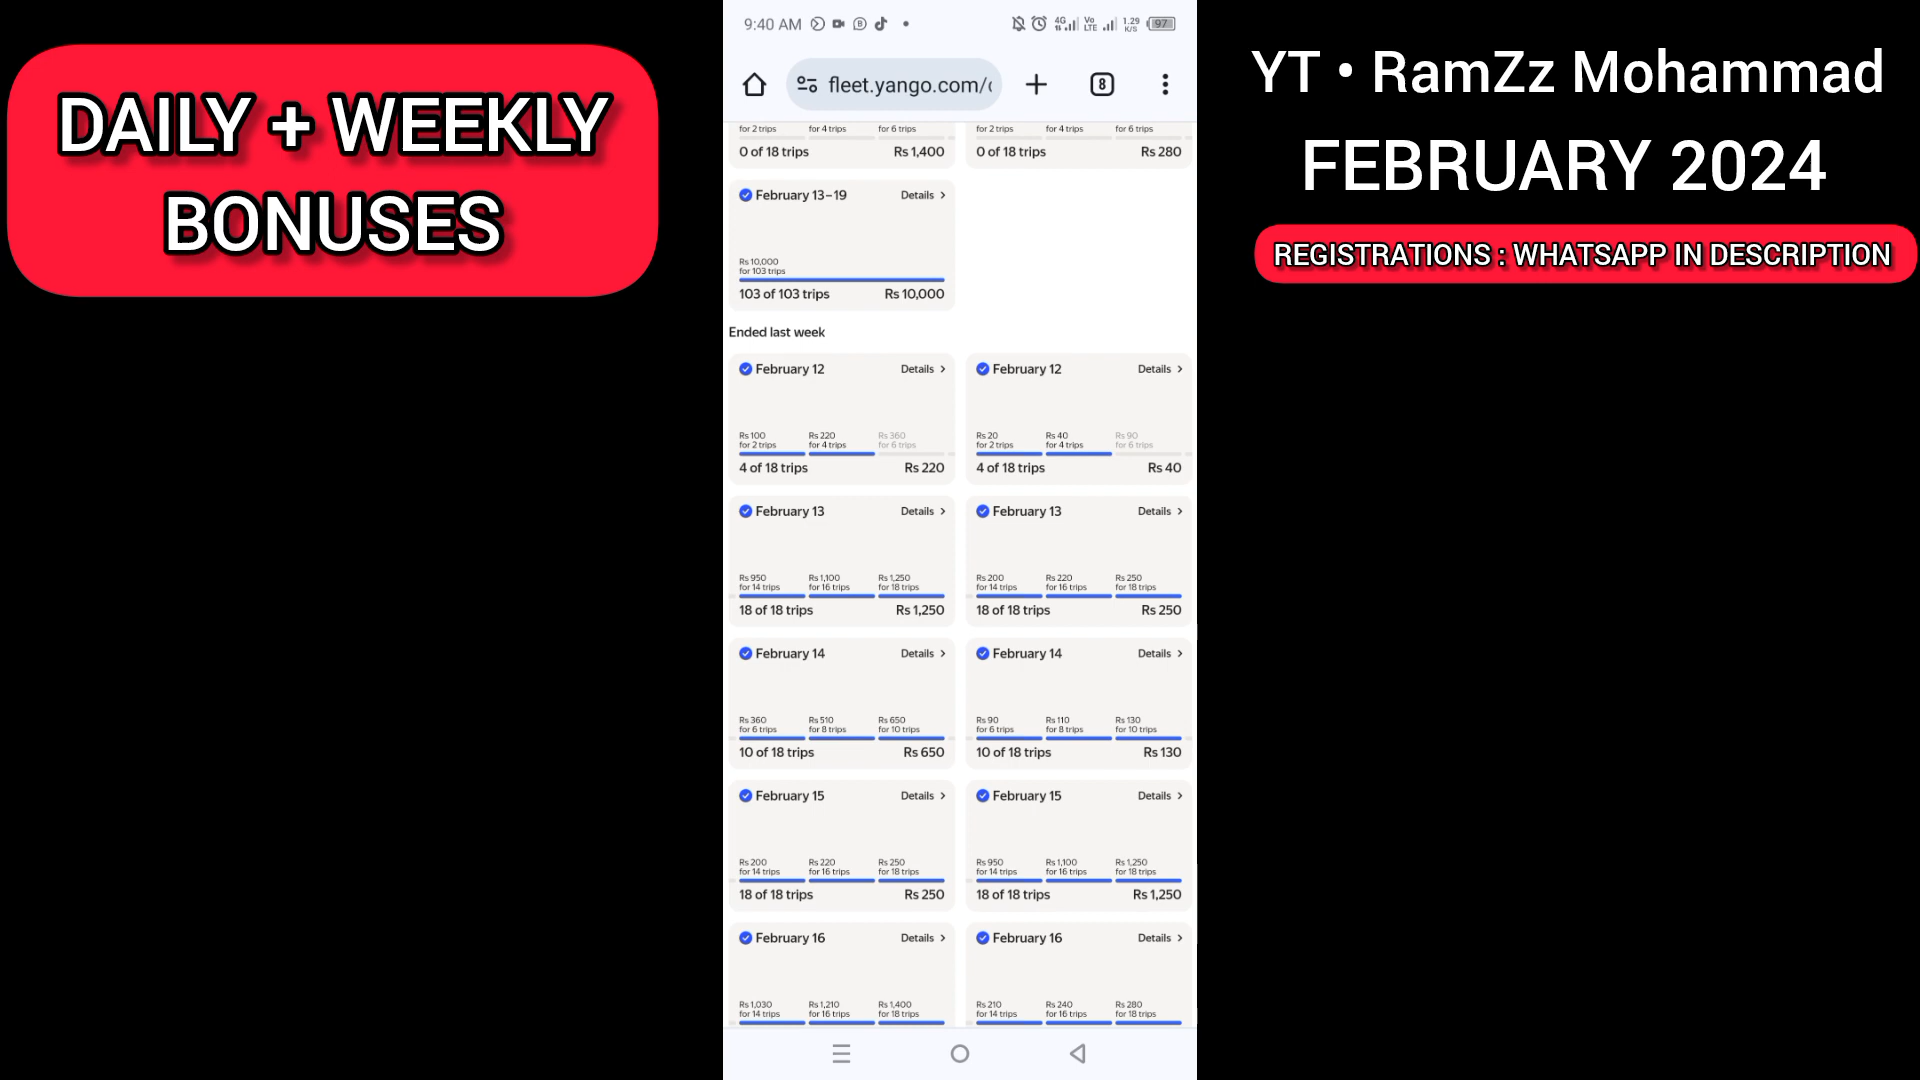 DAILY + WEEKLY
BONUSES
9:40 AM
4G
Vo
LTE
1.29
K/S
97
fleet.yango.com/
8
for 2 trips for 4 trips for 6 trips
0 of 18 trips Rs 1,400
for 2 trips for 4 trips for 6 trips
0 of 18 trips Rs 280
February 13–19 Details
Rs 10,000
for 103 trips
103 of 103 trips Rs 10,000
Ended last week
February 12 Details
Rs 100 Rs 220 Rs 360
for 2 trips for 4 trips for 6 trips
4 of 18 trips Rs 220
February 12 Details
Rs 20 Rs 40 Rs 90
for 2 trips for 4 trips for 6 trips
4 of 18 trips Rs 40
February 13 Details
Rs 950 Rs 1,100 Rs 1,250
for 14 trips for 16 trips for 18 trips
18 of 18 trips Rs 1,250
February 13 Details
Rs 200 Rs 220 Rs 250
for 14 trips for 16 trips for 18 trips
18 of 18 trips Rs 250
February 14 Details
Rs 360 Rs 510 Rs 650
for 6 trips for 8 trips for 10 trips
10 of 18 trips Rs 650
February 14 Details
Rs 90 Rs 110 Rs 130
for 6 trips for 8 trips for 10 trips
10 of 18 trips Rs 130
February 15 Details
Rs 200 Rs 220 Rs 250
for 14 trips for 16 trips for 18 trips
18 of 18 trips Rs 250
February 15 Details
Rs 950 Rs 1,100 Rs 1,250
for 14 trips for 16 trips for 18 trips
18 of 18 trips Rs 1,250
February 16 Details
Rs 1,030 Rs 1,210 Rs 1,400
for 14 trips for 16 trips for 18 trips
February 16 Details
Rs 210 Rs 240 Rs 280
for 14 trips for 16 trips for 18 trips
YT • RamZz Mohammad
FEBRUARY 2024
REGISTRATIONS : WHATSAPP IN DESCRIPTION